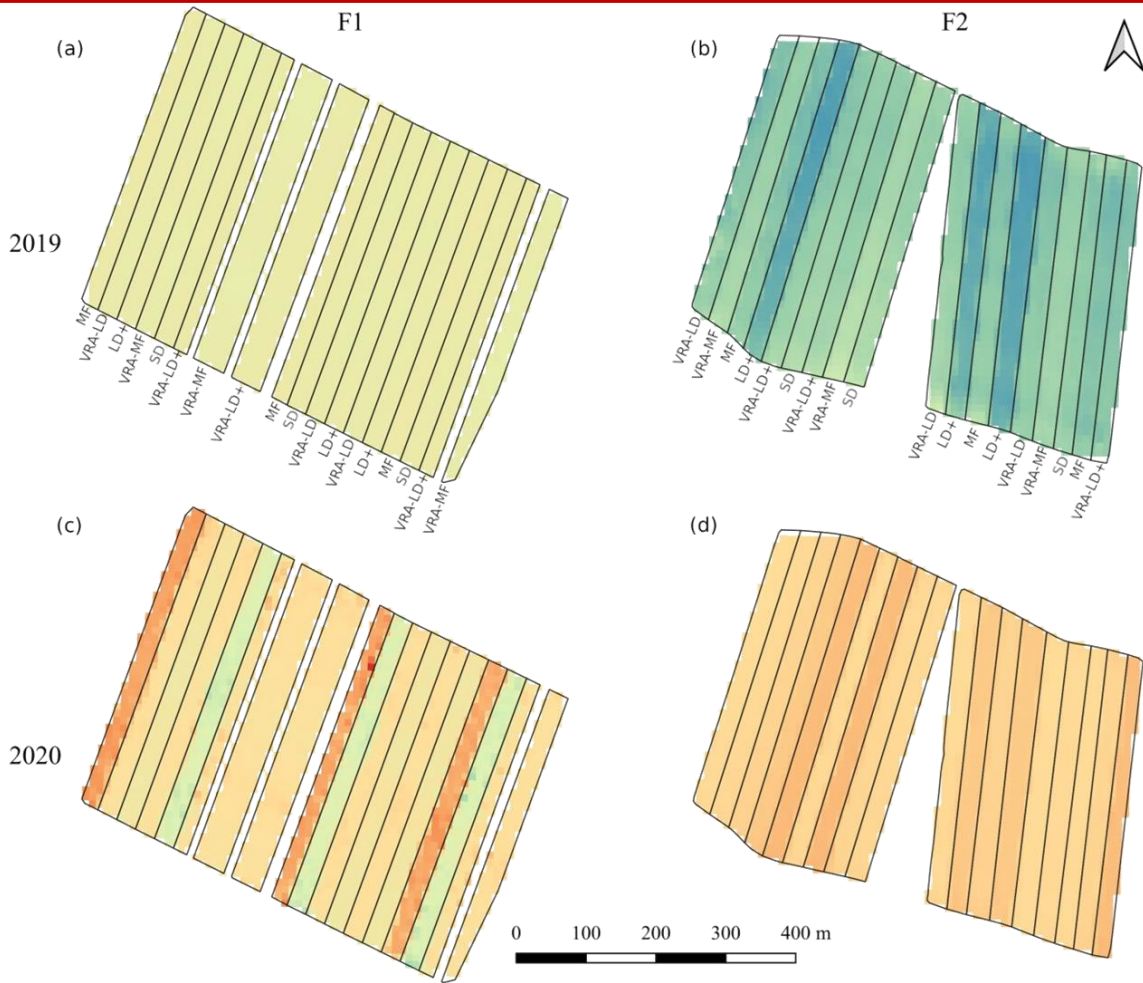 F1
F2
(a)
(b)
2019
MF
VRA-LD
LD+
VRA-MF
SD
VRA-LD+
VRA-MF
VRA-LD+
MF
SD
VRA-LD
LD+
VRA-LD
LD+
MF
SD
VRA-LD+
VRA-MF
VRA-LD
VRA-MF
MF
LD+
VRA-LD+
SD
VRA-LD+
VRA-MF
SD
VRA-LD
LD+
MF
LD+
VRA-LD
VRA-MF
SD
MF
VRA-LD+
(c)
(d)
2020
0 100 200 300 400 m